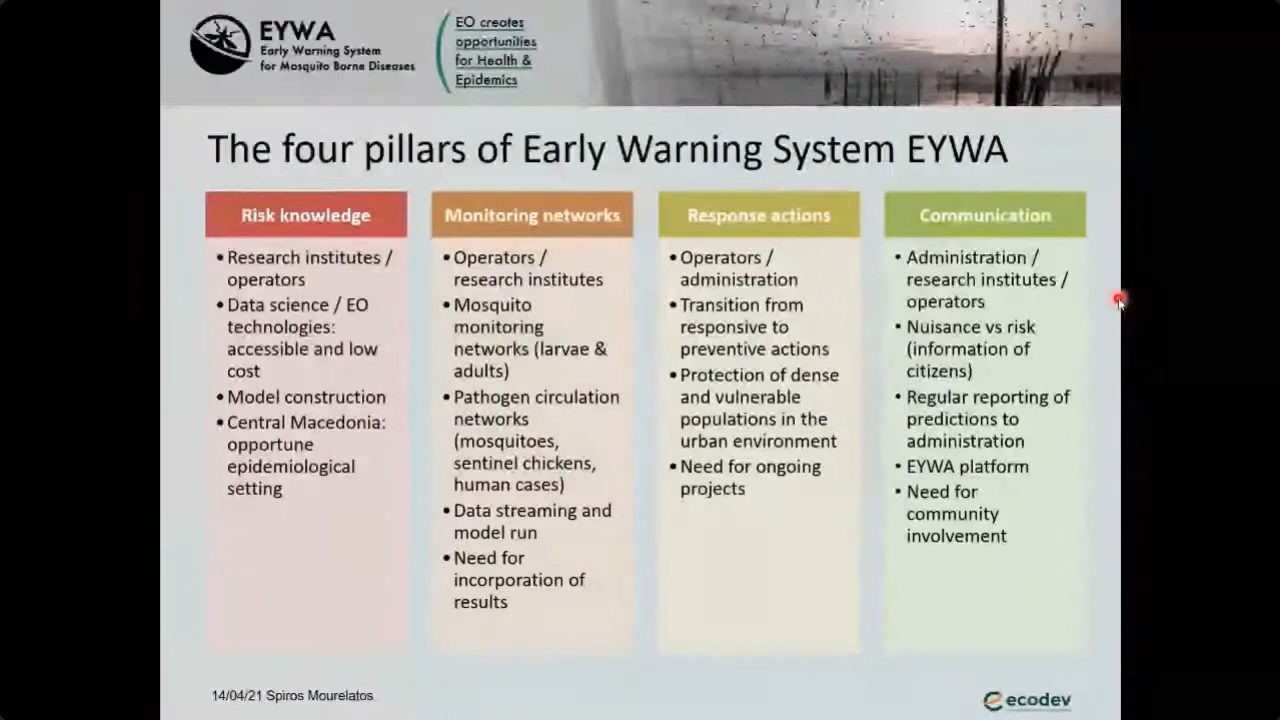 EYWA
Early Warning System
for Mosquito Borne Diseases
EO creates
opportunities
for Health &
Epidemics
The four pillars of Early Warning System EYWA
Risk knowledge
• Research institutes /
operators
• Data science / EO
technologies:
accessible and low
cost
• Model construction
• Central Macedonia:
opportune
epidemiological
setting
Monitoring networks
• Operators /
research institutes
• Mosquito
monitoring
networks (larvae &
adults)
• Pathogen circulation
networks
(mosquitoes,
sentinel chickens,
human cases)
• Data streaming and
model run
• Need for
incorporation of
results
Response actions
• Operators /
administration
• Transition from
responsive to
preventive actions
• Protection of dense
and vulnerable
populations in the
urban environment
• Need for ongoing
projects
Communication
• Administration /
research institutes /
operators
• Nuisance vs risk
(information of
citizens)
• Regular reporting of
predictions to
administration
• EYWA platform
• Need for
community
involvement
14/04/21 Spiros Mourelatos
ecodev